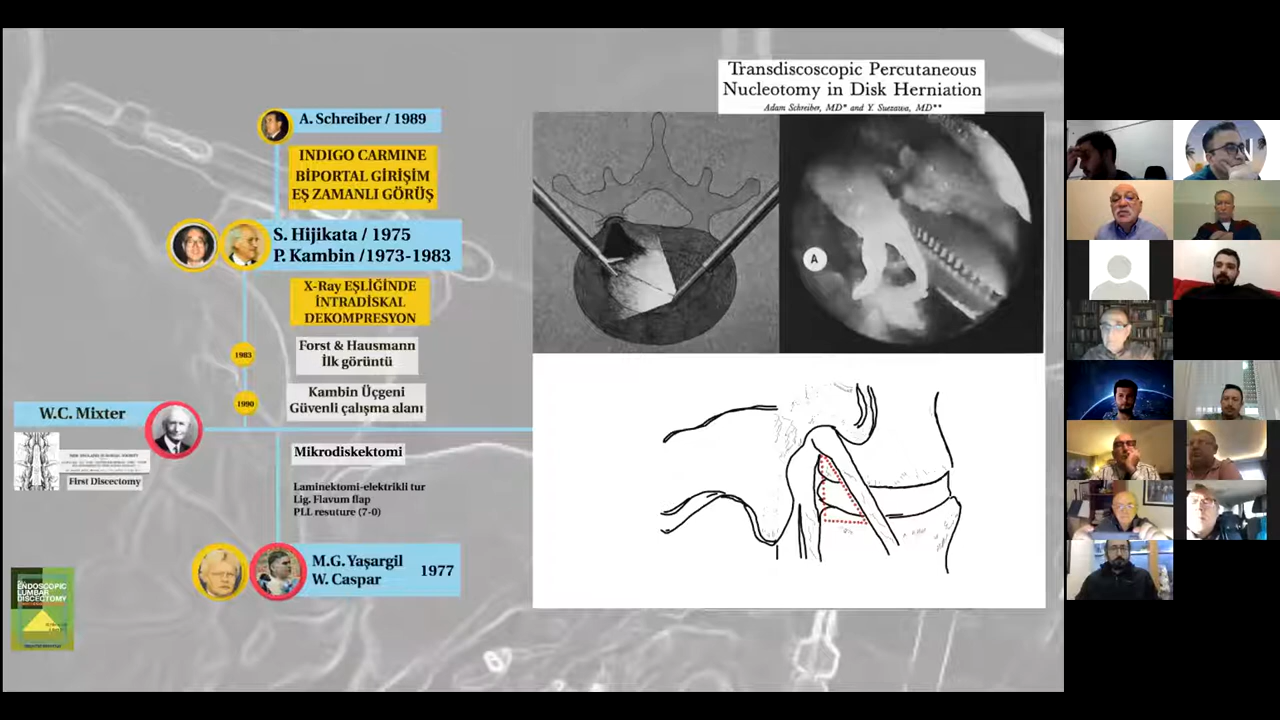 Transdiscoscopic Percutaneous
Nucleotomy in Disk Herniation
Adam Schreiber, MD* and Y. Suezawa, MD**
A. Schreiber / 1989
INDIGO CARMINE
BİPORTAL GİRİŞİM
EŞ ZAMANLI GÖRÜŞ
S. Hijikata / 1975
P. Kambin /1973-1983
X-Ray EŞLİĞİNDE
İNTRADİSKAL
DEKOMPRESYON
1983
Forst & Hausmann
İlk görüntü
1990
Kambin Üçgeni
Güvenli çalışma alanı
W.C. Mixter
First Discectomy
Mikrodiskektomi
Laminektomi-elektrikli tur
Lig. Flavum flap
PLL resuture (7-0)
M.G. Yaşargil
W. Caspar
1977
A
ENDOSCOPIC
LUMBAR
DISCECTOMY